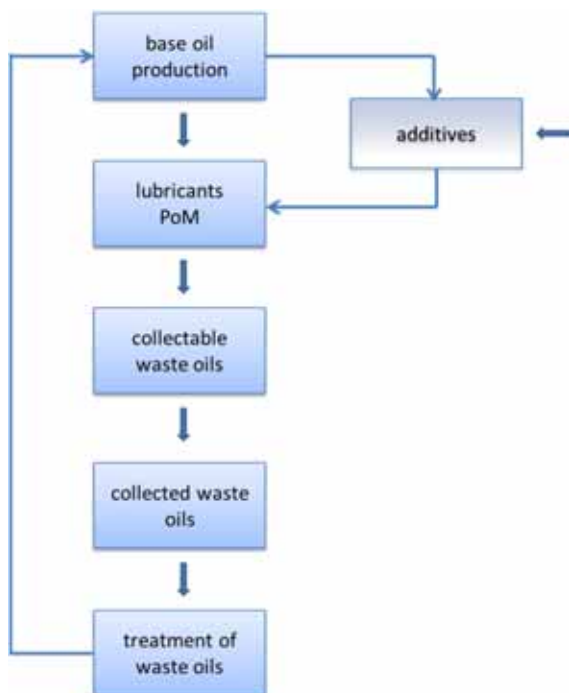 base oil
production
additives
lubricants
PoM
collectable
waste oils
collected waste
oils
treatment of
waste oils